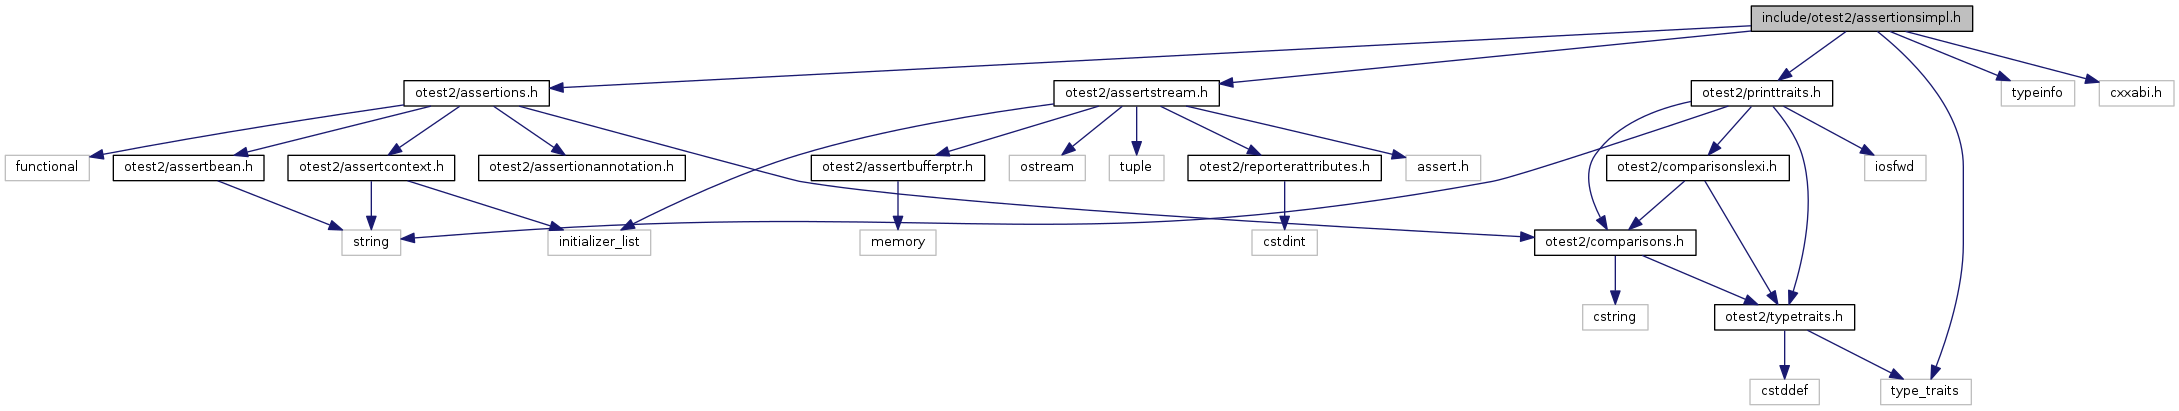 include/otest2/assertionsimpl.h
otest2/assertions.h
otest2/assertstream.h
otest2/printtraits.h
typeinfo
cxxabi.h
functional
otest2/assertbean.h
otest2/assertcontext.h
otest2/assertionannotation.h
otest2/assertbufferptr.h
ostream
tuple
otest2/reporterattributes.h
assert.h
otest2/comparisonslexi.h
iosfwd
string
initializer_list
memory
cstdint
otest2/comparisons.h
cstring
otest2/typetraits.h
cstddef
type_traits